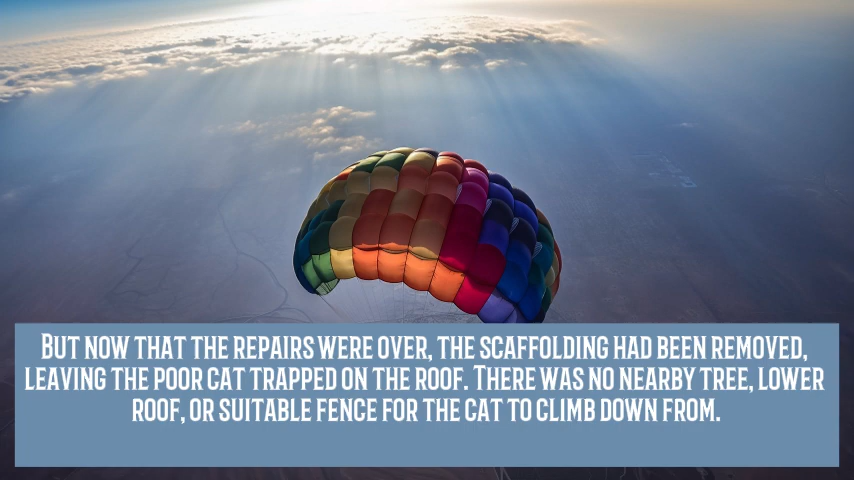 But now that the repairs were over, the scaffolding had been removed,
leaving the poor cat trapped on the roof. There was no nearby tree, lower
roof, or suitable fence for the cat to climb down from.